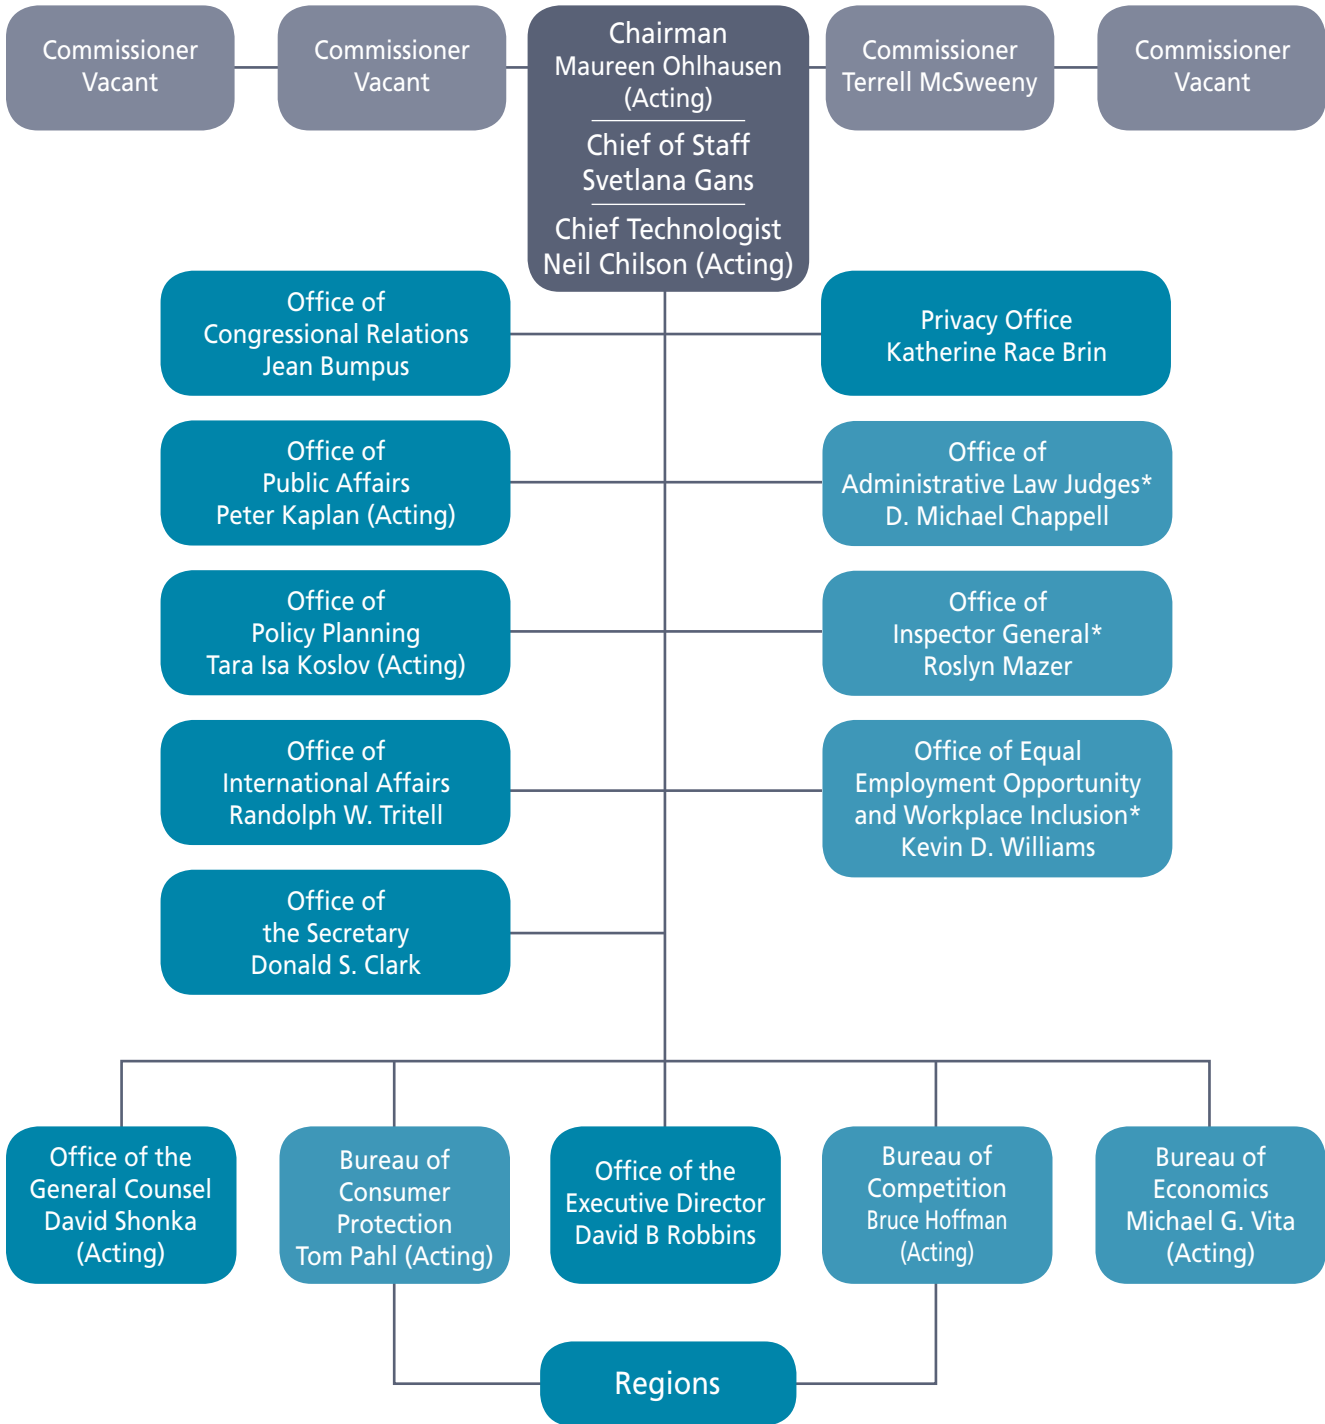 Commissioner
Vacant
Commissioner
Vacant
Chairman
Maureen Ohlhausen
(Acting)
Chief of Staff
Svetlana Gans
Chief Technologist
Neil Chilson (Acting)
Commissioner
Terrell McSweeny
Commissioner
Vacant
Office of
Congressional Relations
Jean Bumpus
Privacy Office
Katherine Race Brin
Office of
Public Affairs
Peter Kaplan (Acting)
Office of
Administrative Law Judges*
D. Michael Chappell
Office of
Policy Planning
Tara Isa Koslov (Acting)
Office of
Inspector General*
Roslyn Mazer
Office of
International Affairs
Randolph W. Tritell
Office of Equal
Employment Opportunity
and Workplace Inclusion*
Kevin D. Williams
Office of
the Secretary
Donald S. Clark
Office of the
General Counsel
David Shonka
(Acting)
Bureau of
Consumer
Protection
Tom Pahl (Acting)
Office of the
Executive Director
David B Robbins
Bureau of
Competition
Bruce Hoffman
(Acting)
Bureau of
Economics
Michael G. Vita
(Acting)
Regions